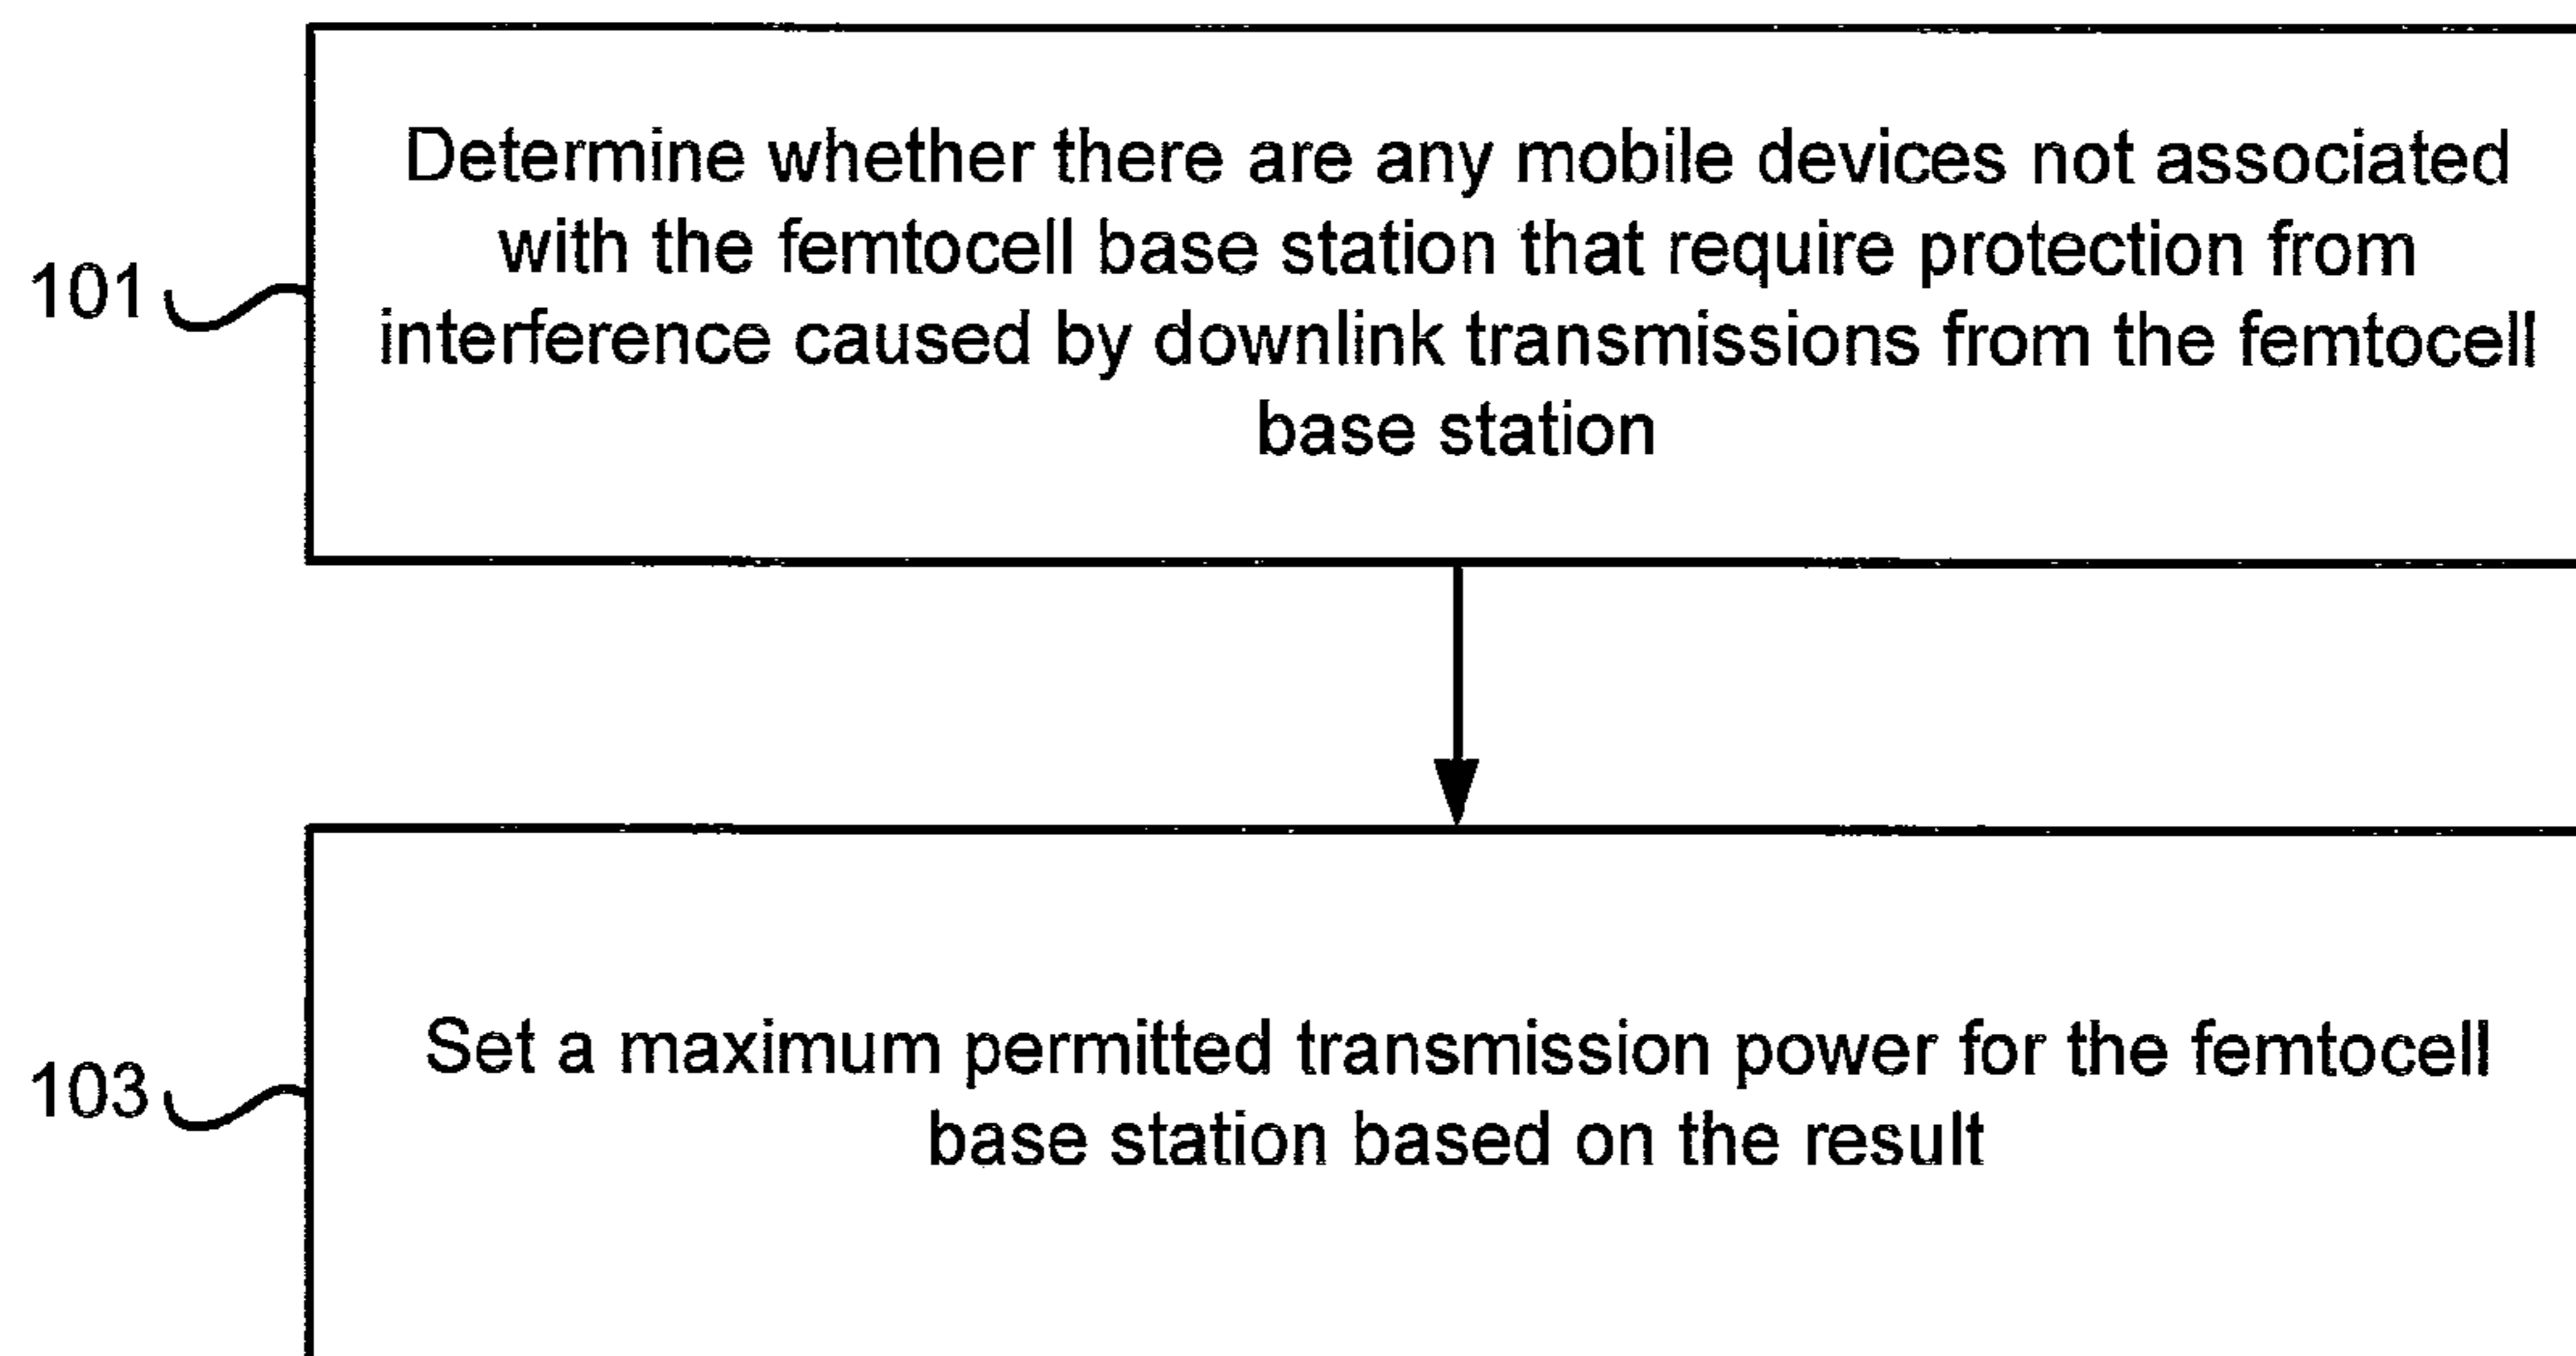 Determine whether there are any mobile devices not associated
with the femtocell base station that require protection from
101
interference caused by downlink transmissions from the femtocell
base station
Set a maximum permitted transmission power for the femtocell
103
base station based on the result